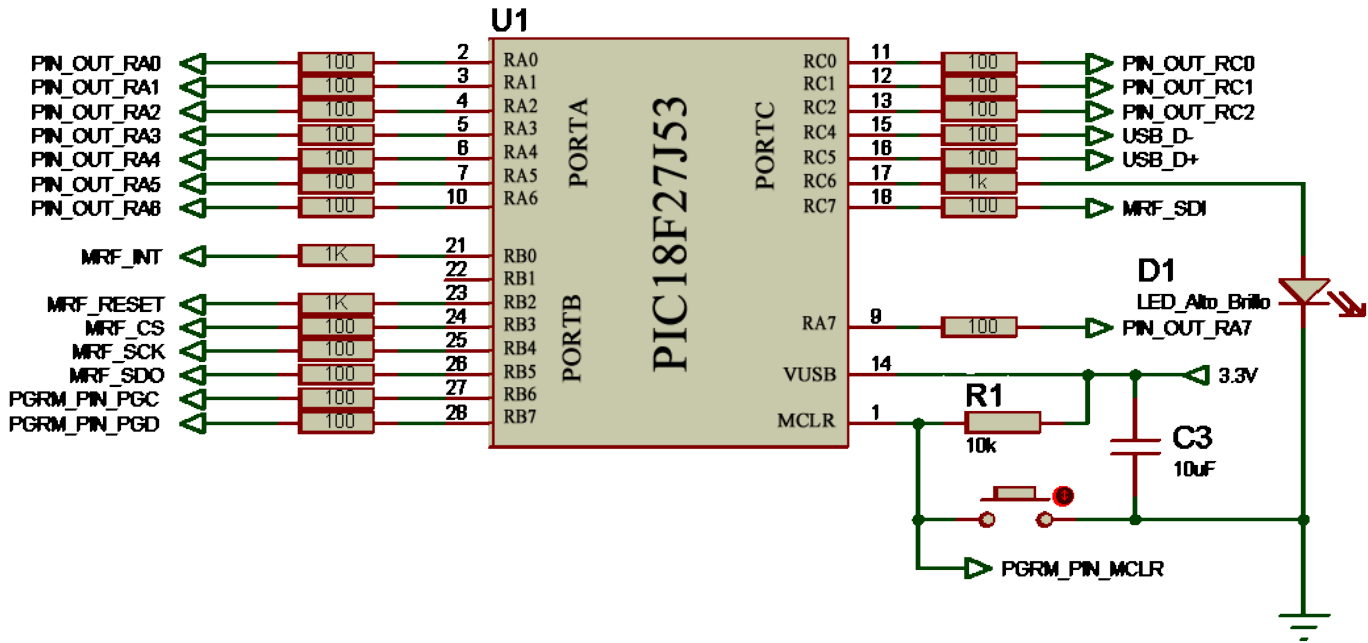 U1
PIC18F27J53
PORTA
PORTB
PORTC
PIN_OUT_RA0 100 2 RA0
PIN_OUT_RA1 100 3 RA1
PIN_OUT_RA2 100 4 RA2
PIN_OUT_RA3 100 5 RA3
PIN_OUT_RA4 100 6 RA4
PIN_OUT_RA5 100 7 RA5
PIN_OUT_RA6 100 10 RA6
MRF_INT 1K 21 RB0
22 RB1
MRF_RESET 1K 23 RB2
MRF_CS 100 24 RB3
MRF_SCK 100 25 RB4
MRF_SDO 100 26 RB5
PGRM_PIN_PGC 100 27 RB6
PGRM_PIN_PGD 100 28 RB7
RC0 11 100 PIN_OUT_RC0
RC1 12 100 PIN_OUT_RC1
RC2 13 100 PIN_OUT_RC2
RC4 15 100 USB_D-
RC5 16 100 USB_D+
RC6 17 1k
RC7 18 100 MRF_SDI
D1
LED_Alto_Brillo
RA7 9 100 PIN_OUT_RA7
VUSB 14 3.3V
MCLR 1
R1
10k
C3
10uF
PGRM_PIN_MCLR